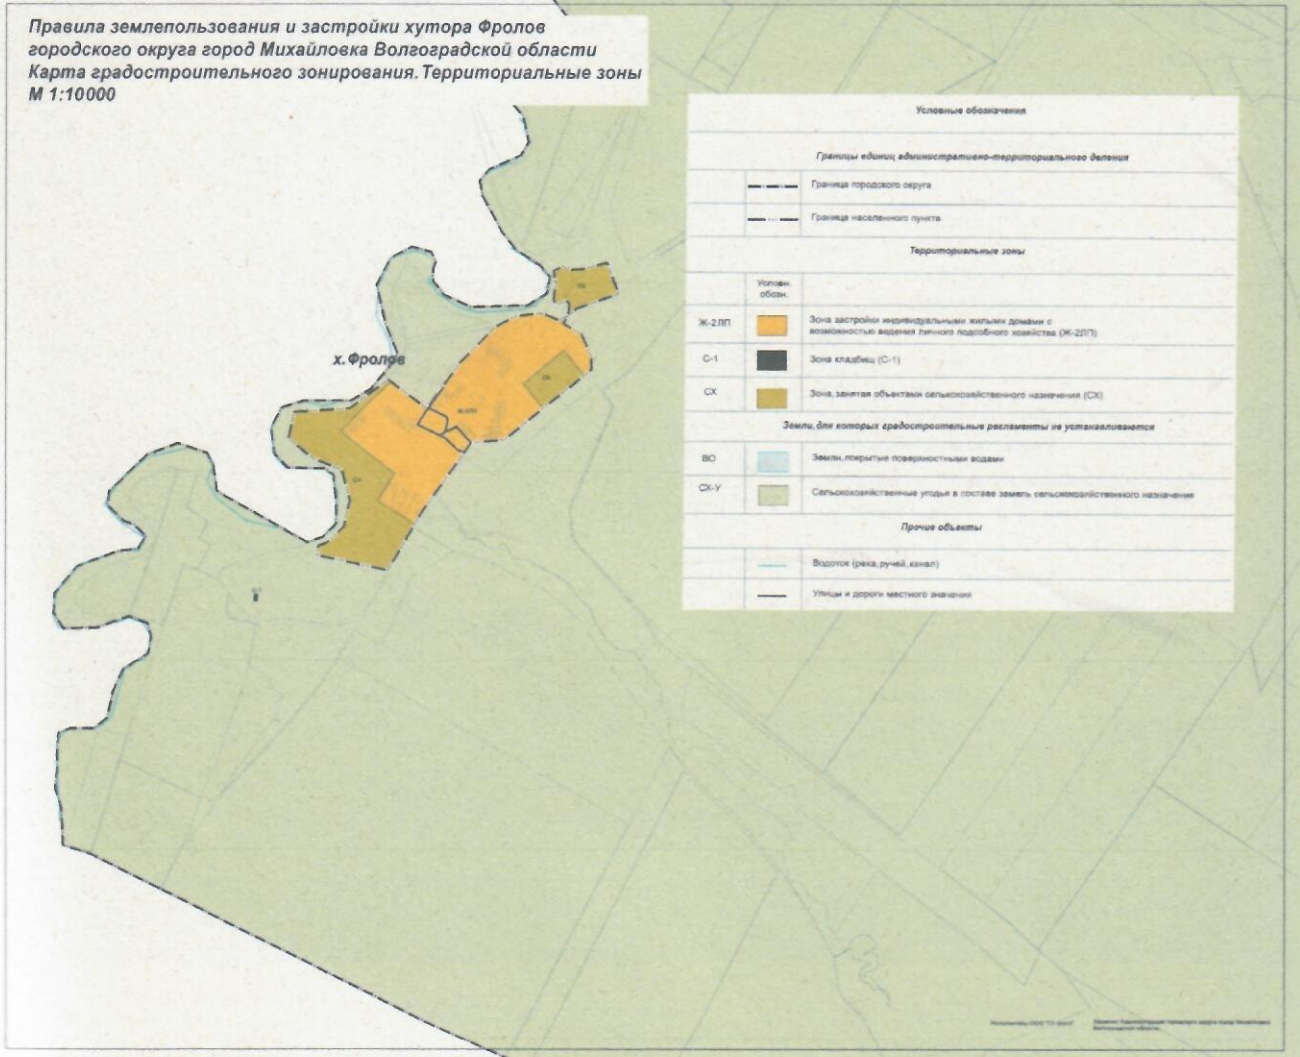 Правила землепользования и застройки хутора Фролов
городского округа город Михайловка Волгоградской области
Карта градостроительного зонирования. Территориальные зоны
М 1:10000
Условные обозначения
Границы единиц административно-территориального деления
Граница городского округа
Граница населенного пункта
Территориальные зоны
Условн.
обозн.
Ж-2ЛП
Зона застройки индивидуальными жилыми домами с
возможностью ведения личного подсобного хозяйства (Ж-2ЛП)
С-1
Зона кладбищ (С-1)
СХ
Зона, занятая объектами сельскохозяйственного назначения (СХ)
Земли, для которых градостроительные регламенты не устанавливаются
ВО
Земли, покрытые поверхностными водами
СХ-У
Сельскохозяйственные угодья в составе земель сельскохозяйственного назначения
Прочие объекты
Водоток (река, ручей, канал)
Улицы и дороги местного значения
х. Фролов